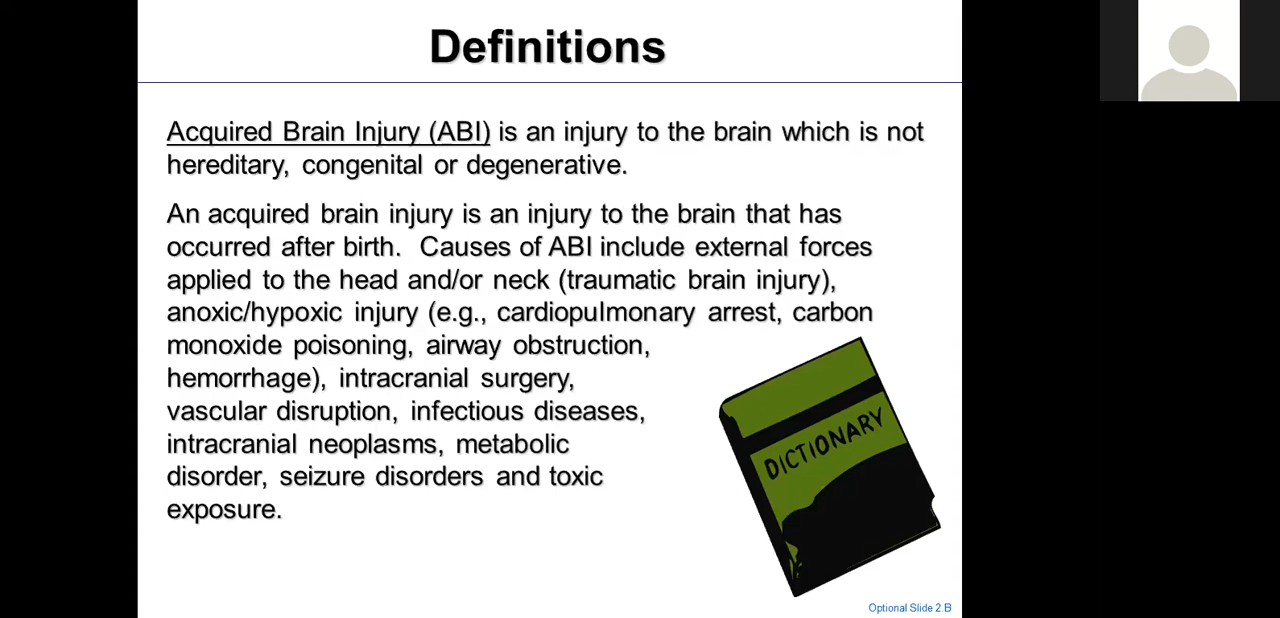 Definitions
Acquired Brain Injury (ABI) is an injury to the brain which is not
hereditary, congenital or degenerative.
An acquired brain injury is an injury to the brain that has
occurred after birth.  Causes of ABI include external forces
applied to the head and/or neck (traumatic brain injury),
anoxic/hypoxic injury (e.g., cardiopulmonary arrest, carbon
monoxide poisoning, airway obstruction,
hemorrhage), intracranial surgery,
vascular disruption, infectious diseases,
intracranial neoplasms, metabolic
disorder, seizure disorders and toxic
exposure.
DICTIONARY
Optional Slide 2.B